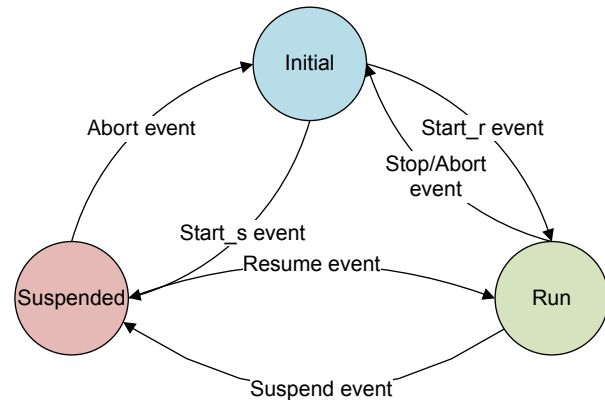 Initial
Abort event
Start_r event
Stop/Abort
event
Start_s event
Resume event
Suspended
Run
Suspend event